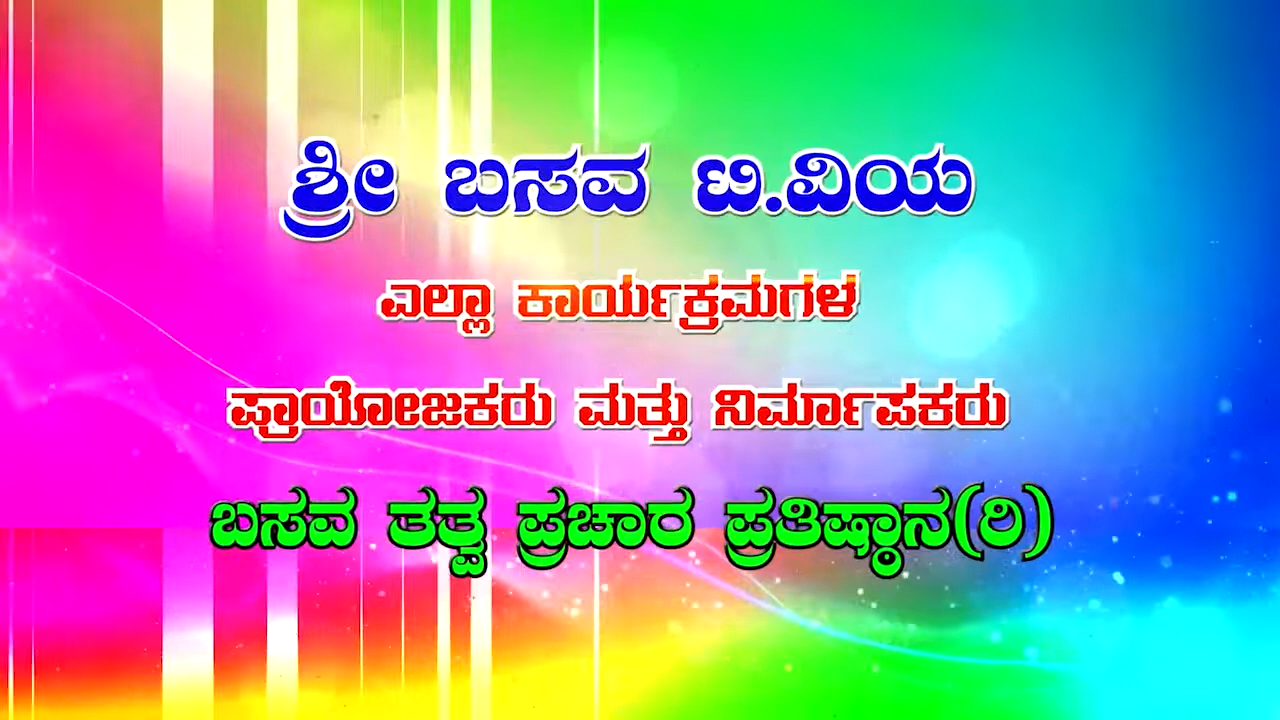 ಶ್ರೀ ಬಸವ ಟಿ.ವಿಯ
ಎಲ್ಲಾ ಕಾರ್ಯಕ್ರಮಗಳ
ಪ್ರಾಯೋಜಕರು ಮತ್ತು ನಿರ್ಮಾಪಕರು
ಬಸವ ತತ್ವ ಪ್ರಚಾರ ಪ್ರತಿಷ್ಠಾನ(ರಿ)